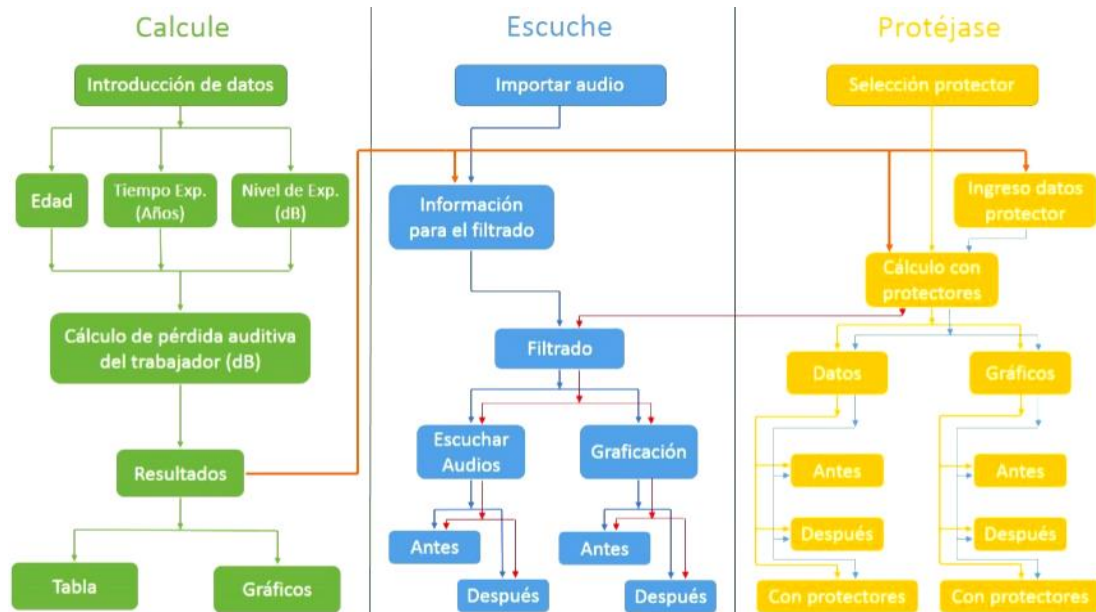 Calcule
Introducción de datos
Edad
Tiempo Exp.
(Años)
Nivel de Exp.
(dB)
Cálculo de pérdida auditiva
del trabajador (dB)
Resultados
Tabla
Gráficos
Escuche
Importar audio
Información
para el filtrado
Filtrado
Escuchar
Audios
Graficación
Antes
Después
Antes
Después
Protéjase
Selección protector
Ingreso datos
protector
Cálculo con
protectores
Datos
Gráficos
Antes
Después
Con protectores
Antes
Después
Con protectores